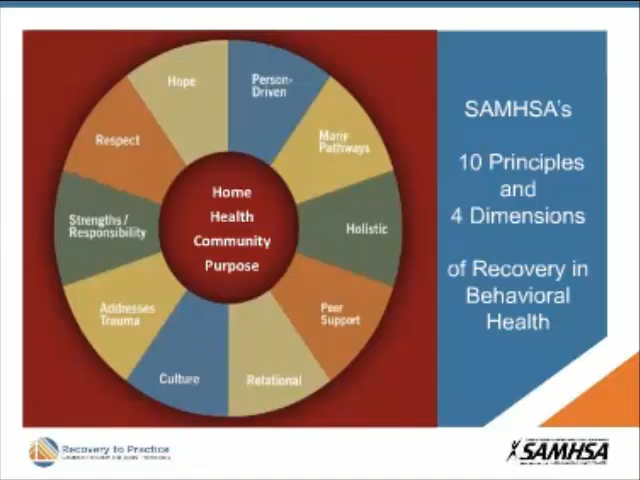 Hope
Person-
Driven
Many
Pathways
Holistic
Peer
Support
Relational
Culture
Addresses
Trauma
Strengths/
Responsibility
Respect
Home
Health
Community
Purpose
SAMHSA's
10 Principles
and
4 Dimensions
of Recovery in
Behavioral
Health
Recovery to Practice
SAMHSA